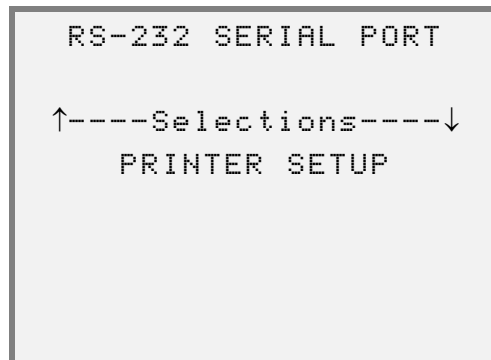 RS-232 SERIAL PORT
↑----Selections----↓
PRINTER SETUP